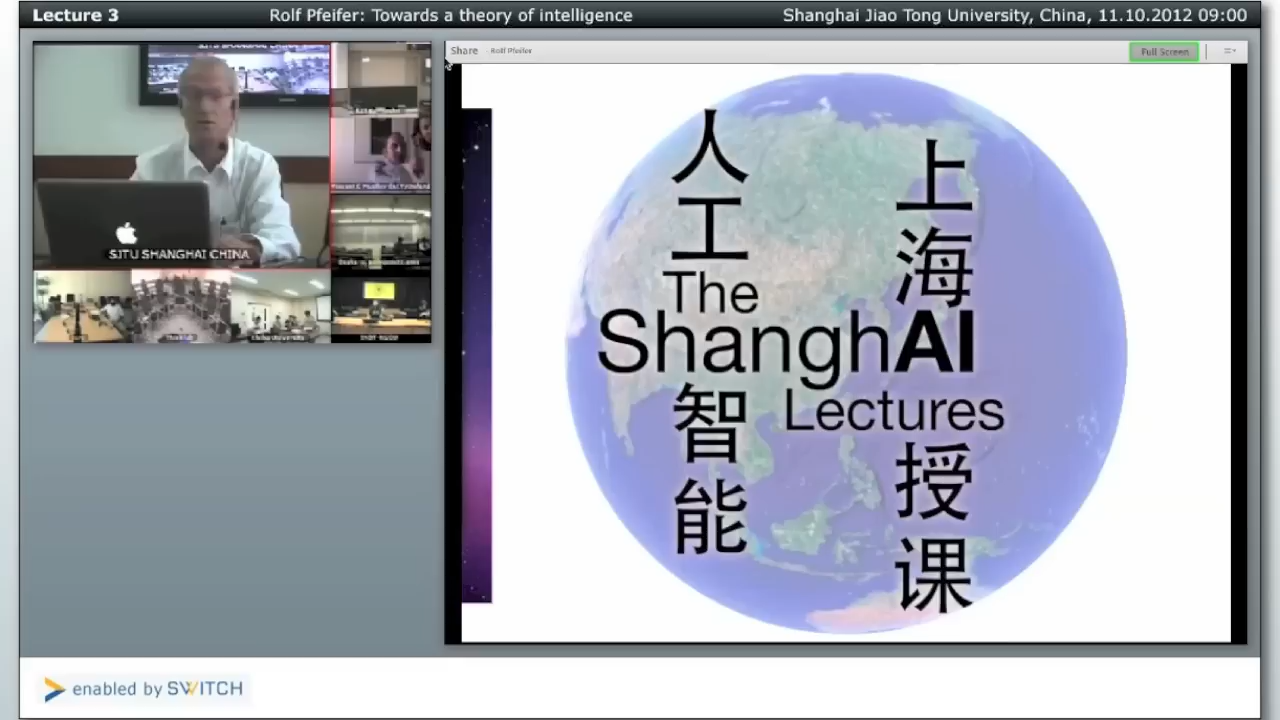 Lecture 3
Rolf Pfeifer: Towards a theory of intelligence
Shanghai Jiao Tong University, China, 11.10.2012 09:00
SJTU SHANGHAI CHINA
Share
Rolf Pfeifer
Full Screen
人工智能
上海授课
The
ShanghAI
Lectures
enabled by SWITCH